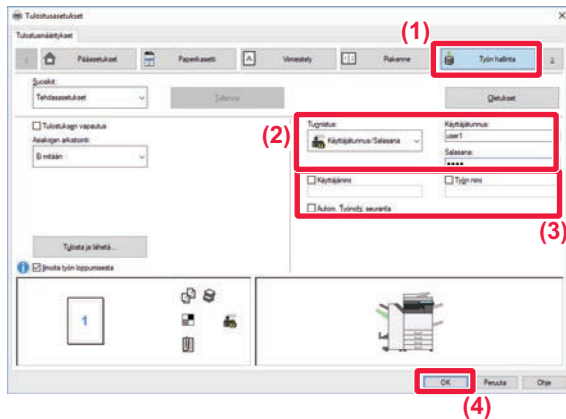 Tulostusasetukset
Tulostusmääritykset
(1)
Pääasetukset Paperikasetti Viimeistely Rakenne Työn hallinta
Suosikit:
Tehdasasetukset Tallenna Oletukset
Tulostuksen vapautus
Asiakirjan arkistointi:
Ei mitään
(2)
Tunnistus: Käyttäjätunnus:
Käyttäjätunnus/Salasana user1
Salasana:
••••
Käyttäjänimi Työn nimi
Autom. Työnohj. seuranta
(3)
Tulosta ja lähetä...
Ilmoita työn loppumisesta
1
OK Peruuta Ohje
(4)